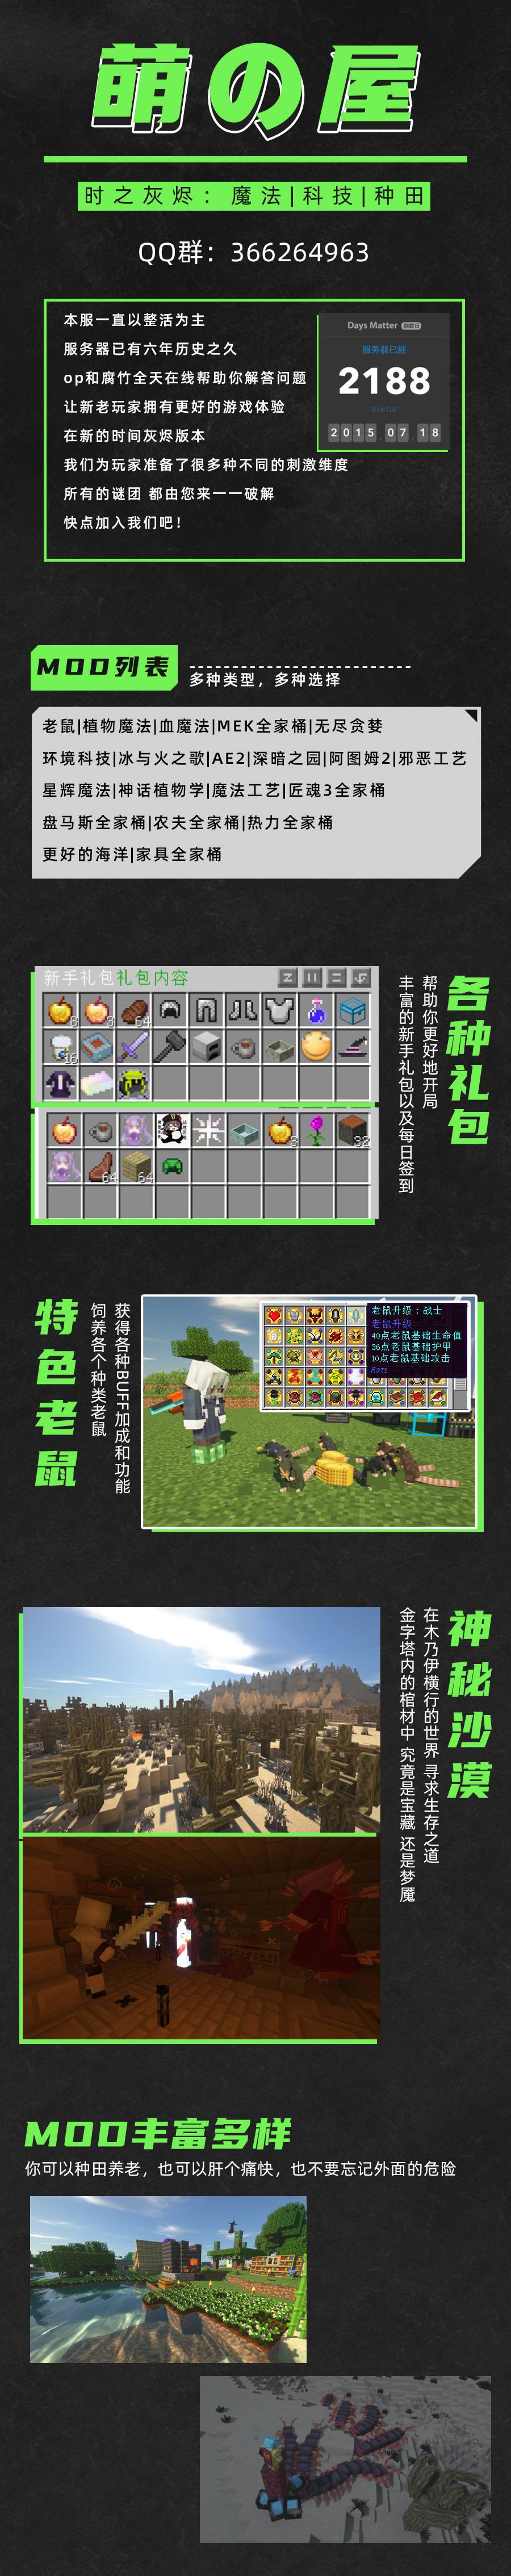 萌の屋
时之灰烬：魔法|科技|种田
QQ群：366264963
本服一直以整活为主
服务器已有六年历史之久
op和腐竹全天在线帮助你解答问题
让新老玩家拥有更好的游戏体验
在新的时间灰烬版本
我们为玩家准备了很多种不同的刺激维度
所有的谜团 都由您来一一破解
快点加入我们吧！
Days Matter 倒数日
服务器已經
2188
SINCE
2015.07.18
MOD列表
多种类型，多种选择
老鼠|植物魔法|血魔法|MEK全家桶|无尽贪婪
环境科技|冰与火之歌|AE2|深暗之园|阿图姆2|邪恶工艺
星辉魔法|神话植物学|魔法工艺|匠魂3全家桶
盘马斯全家桶|农夫全家桶|热力全家桶
更好的海洋|家具全家桶
新手礼包礼包内容
8
64
16
3
32
64
64
各种礼包
帮助你更好地开局
丰富的新手礼包以及每日签到
特色老鼠
获得各种BUFF加成和功能
饲养各个种类老鼠
老鼠升级：战士
老鼠升级
40点老鼠基础生命值
36点老鼠基础护甲
10点老鼠基础攻击
Rats
神秘沙漠
在木乃伊横行的世界 寻求生存之道
金字塔内的棺材中 究竟是宝藏 还是梦魇
MOD丰富多样
你可以种田养老，也可以肝个痛快，也不要忘记外面的危险